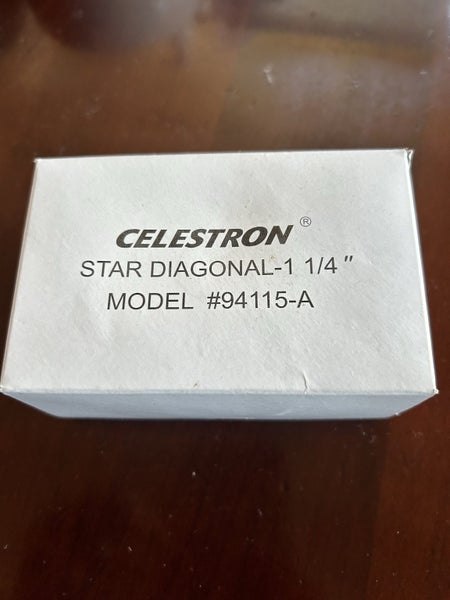 CELESTRON ®
STAR DIAGONAL-1 1/4 "
MODEL #94115-A